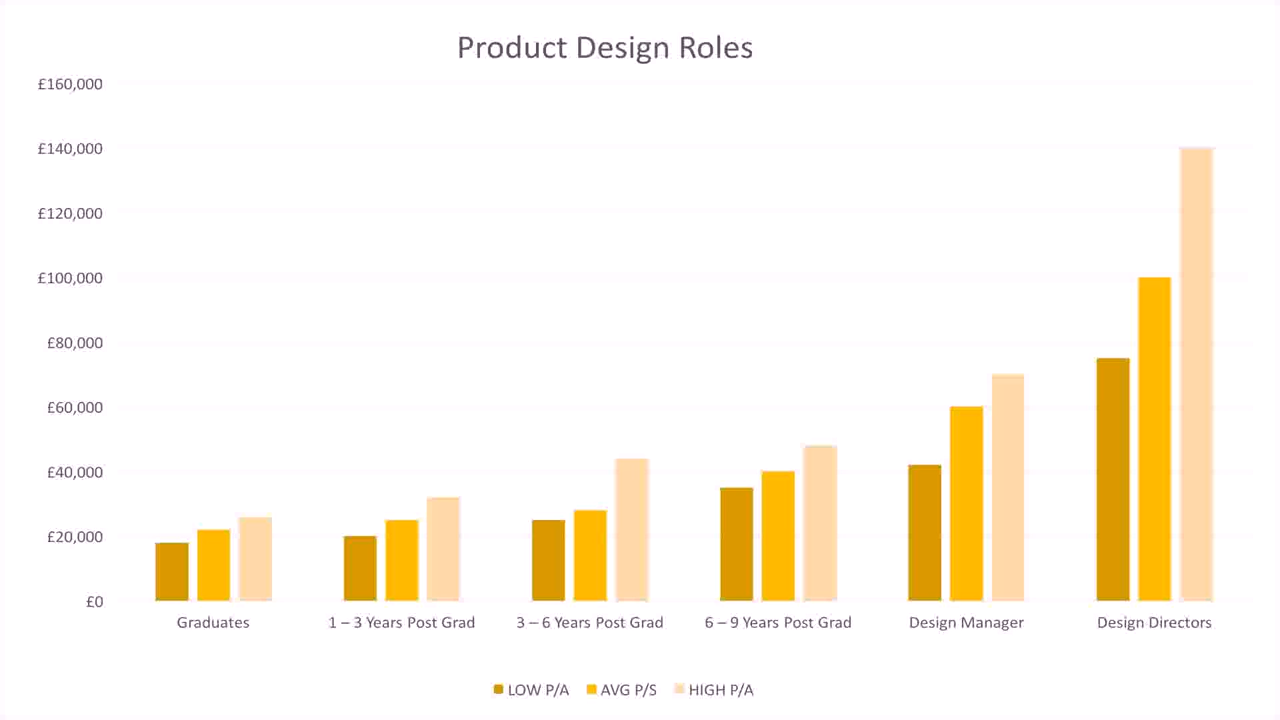 Product Design Roles
£160,000
£140,000
£120,000
£100,000
£80,000
£60,000
£40,000
£20,000
£0
Graduates
1 – 3 Years Post Grad
3 – 6 Years Post Grad
6 – 9 Years Post Grad
Design Manager
Design Directors
LOW P/A
AVG P/S
HIGH P/A